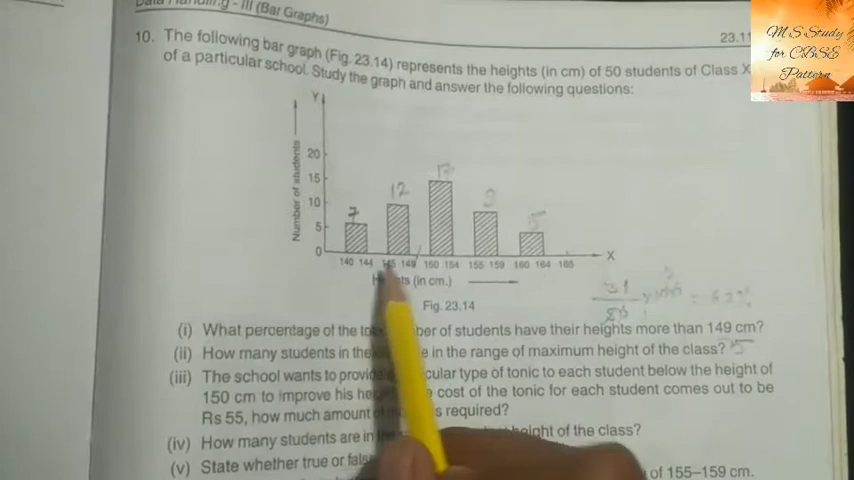 Data Handling - III (Bar Graphs)
23.11
M S Study
for CBSE
Pattern
10. The following bar graph (Fig. 23.14) represents the heights (in cm) of 50 students of Class X
of a particular school. Study the graph and answer the following questions:
Y
Number of students
20
15
10
5
0
7
12
17
9
5
140 144 145 149 150 154 155 159 160 164 165
X
(in cm.)
Fig. 23.14
(i) What percentage of the number of students have their heights more than 149 cm?
(ii) How many students in the in the range of maximum height of the class? 5
(iii) The school wants to provide type of tonic to each student below the height of
150 cm to improve his cost of the tonic for each student comes out to be
Rs 55, how much amount of required?
(iv) How many students are in height of the class?
(v) State whether true or of 155-159 cm.